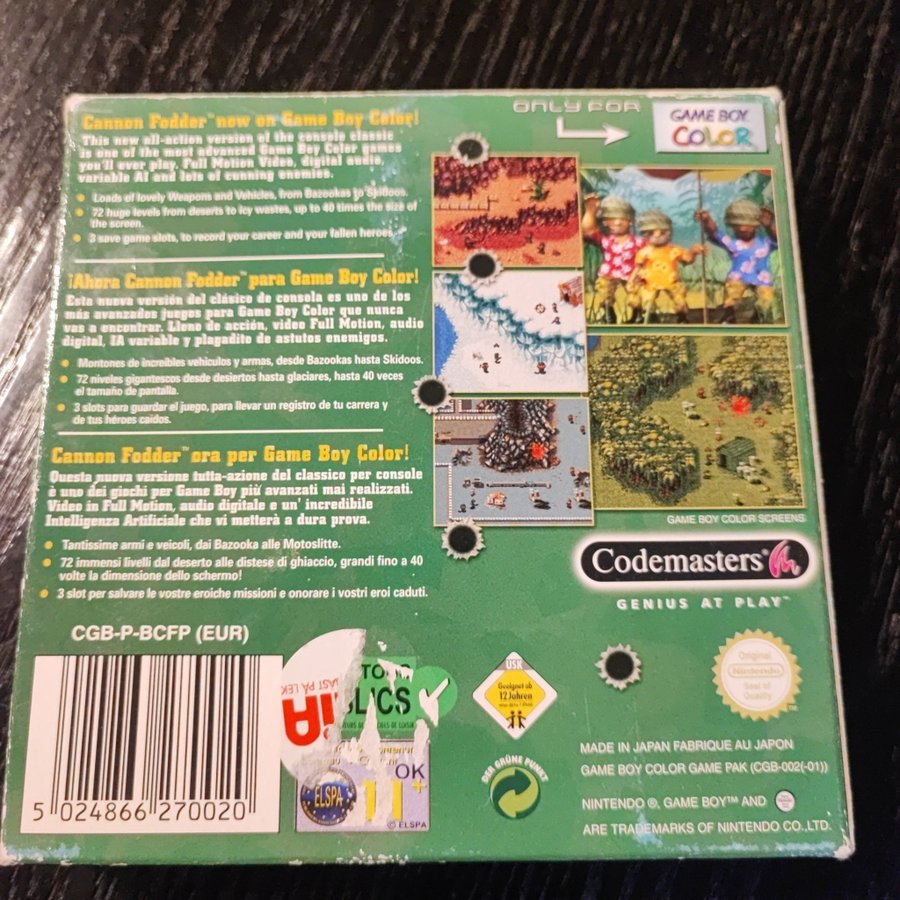 Cannon Fodder™ now on Game Boy Color!
This new all-action version of the console classic
is one of the most advanced Game Boy Color games
you'll ever play. Full Motion Video, digital audio,
variable AI and lots of cunning enemies.
Loads of lovely Weapons and Vehicles, from Bazookas to Skidoos.
72 huge levels from deserts to icy wastes, up to 40 times the size of
the screen.
3 save game slots, to record your career and your fallen heroes.
¡Ahora Cannon Fodder™ para Game Boy Color!
Esta nueva versión del clásico de consola es uno de los
más avanzados juegos para Game Boy Color que nunca
vas a encontrar. Lleno de acción, video Full Motion, audio
digital, IA variable y plagadito de astutos enemigos.
Montones de increíbles vehículos y armas, desde Bazookas hasta Skidoos.
72 niveles gigantescos desde desiertos hasta glaciares, hasta 40 veces
el tamaño de pantalla.
3 slots para guardar el juego, para llevar un registro de tu carrera y
de tus héroes caídos.
Cannon Fodder™ ora per Game Boy Color!
Questa nuova versione tutta-azione del classico per console
è uno dei giochi per Game Boy più avanzati mai realizzati.
Video in Full Motion, audio digitale e un' incredibile
Intelligenza Artificiale che vi metterà a dura prova.
Tantissime armi e veicoli, dai Bazooka alle Motoslitte.
72 immensi livelli dal deserto alle distese di ghiaccio, grandi fino a 40
volte la dimensione dello schermo!
3 slot per salvare le vostre eroiche missioni e onorare i vostri eroi caduti.
CGB-P-BCFP (EUR)
5 024866 270020
ONLY FOR
GAME BOY
COLOR
GAME BOY COLOR SCREENS
Codemasters®
GENIUS AT PLAY™
OK
11+
ELSPA
© ELSPA
USK
Geeignet ab
12 Jahren
DER GRÜNE PUNKT
Original
Nintendo
Seal of
Quality
TM
MADE IN JAPAN FABRIQUE AU JAPON
GAME BOY COLOR GAME PAK (CGB-002(-01))
NINTENDO ®, GAME BOY™ AND
ARE TRADEMARKS OF NINTENDO CO.,LTD.